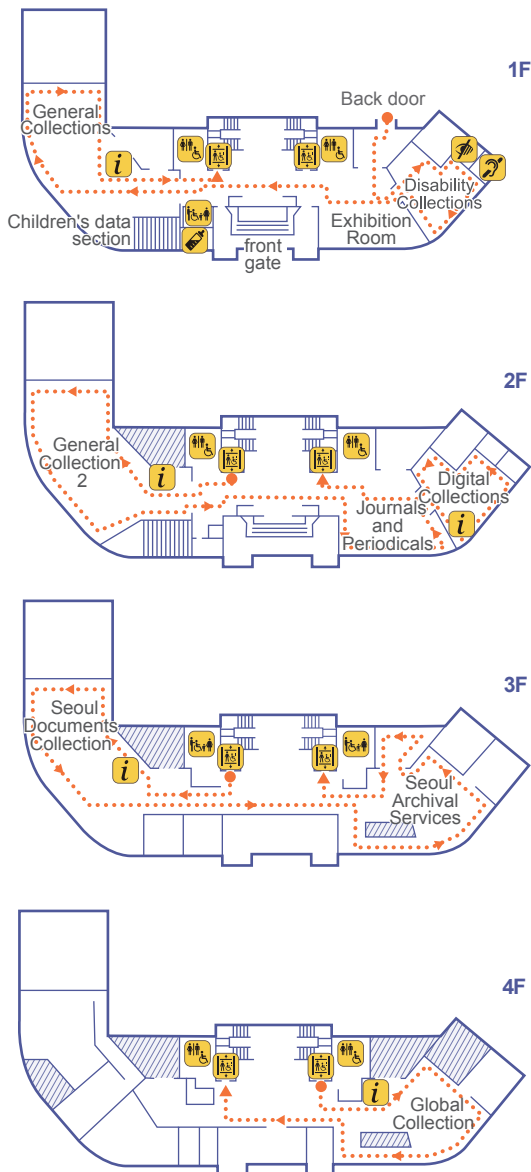 1F
Back door
General
Collections
Disability
Collections
Children's data
section
Exhibition
Room
front
gate
2F
General
Collection
2
Digital
Collections
Journals
and
Periodicals
3F
Seoul
Documents
Collection
Seoul
Archival
Services
4F
Global
Collection